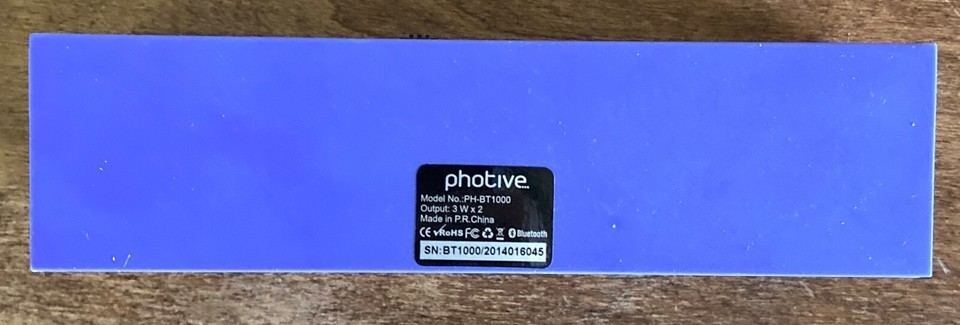 photive
Model No.:PH-BT1000
Output: 3 W x 2
Made in P.R.China
CE RoHS FC Bluetooth
SN:BT1000/2014016045